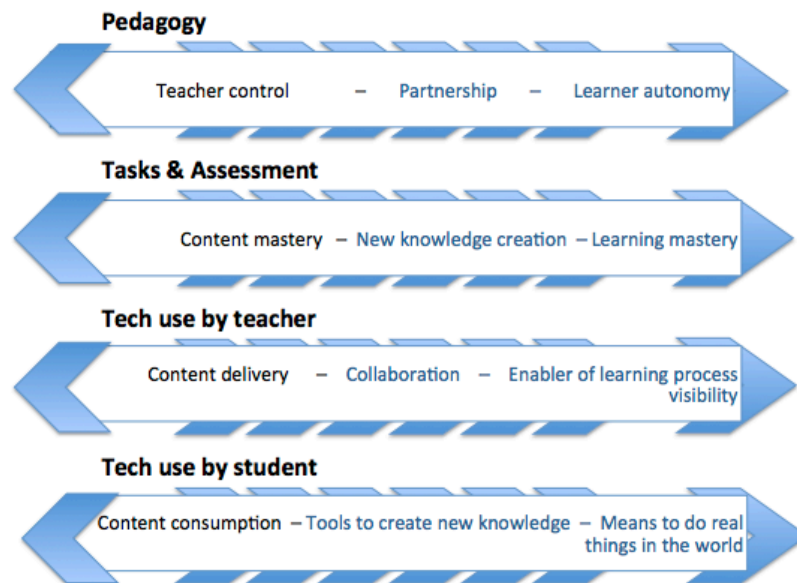 Pedagogy
Teacher control – Partnership – Learner autonomy
Tasks & Assessment
Content mastery – New knowledge creation – Learning mastery
Tech use by teacher
Content delivery – Collaboration – Enabler of learning process
visibility
Tech use by student
Content consumption – Tools to create new knowledge – Means to do real
things in the world